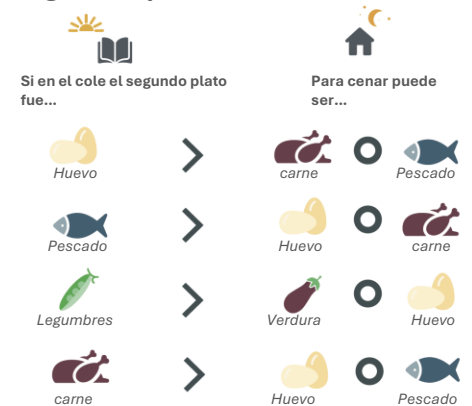 Si en el cole el segundo plato
fue...
Para cenar puede
ser...
Huevo
carne
O
Pescado
Pescado
Huevo
O
carne
Legumbres
Verdura
O
Huevo
carne
Huevo
O
Pescado